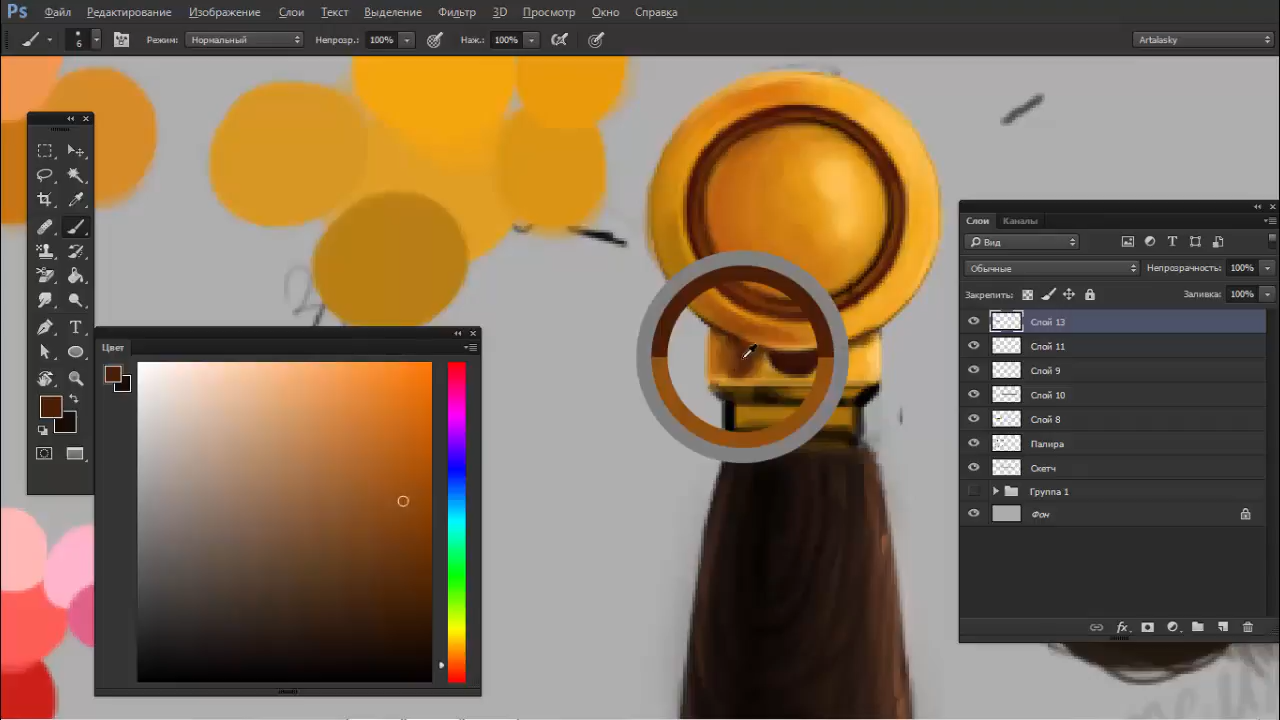 Ps Файл Редактирование Изображение Слои Текст Выделение Фильтр 3D Просмотр Окно Справка
6 Режим: Нормальный Непрозр.: 100% Наж.: 100% Artalasky
Слои Каналы
Вид
Обычные Непрозрачность: 100%
Закрепить: Заливка: 100%
Слой 13
Слой 11
Слой 9
Слой 10
Слой 8
Палира
Скетч
Группа 1
Фон
fx
Цвет